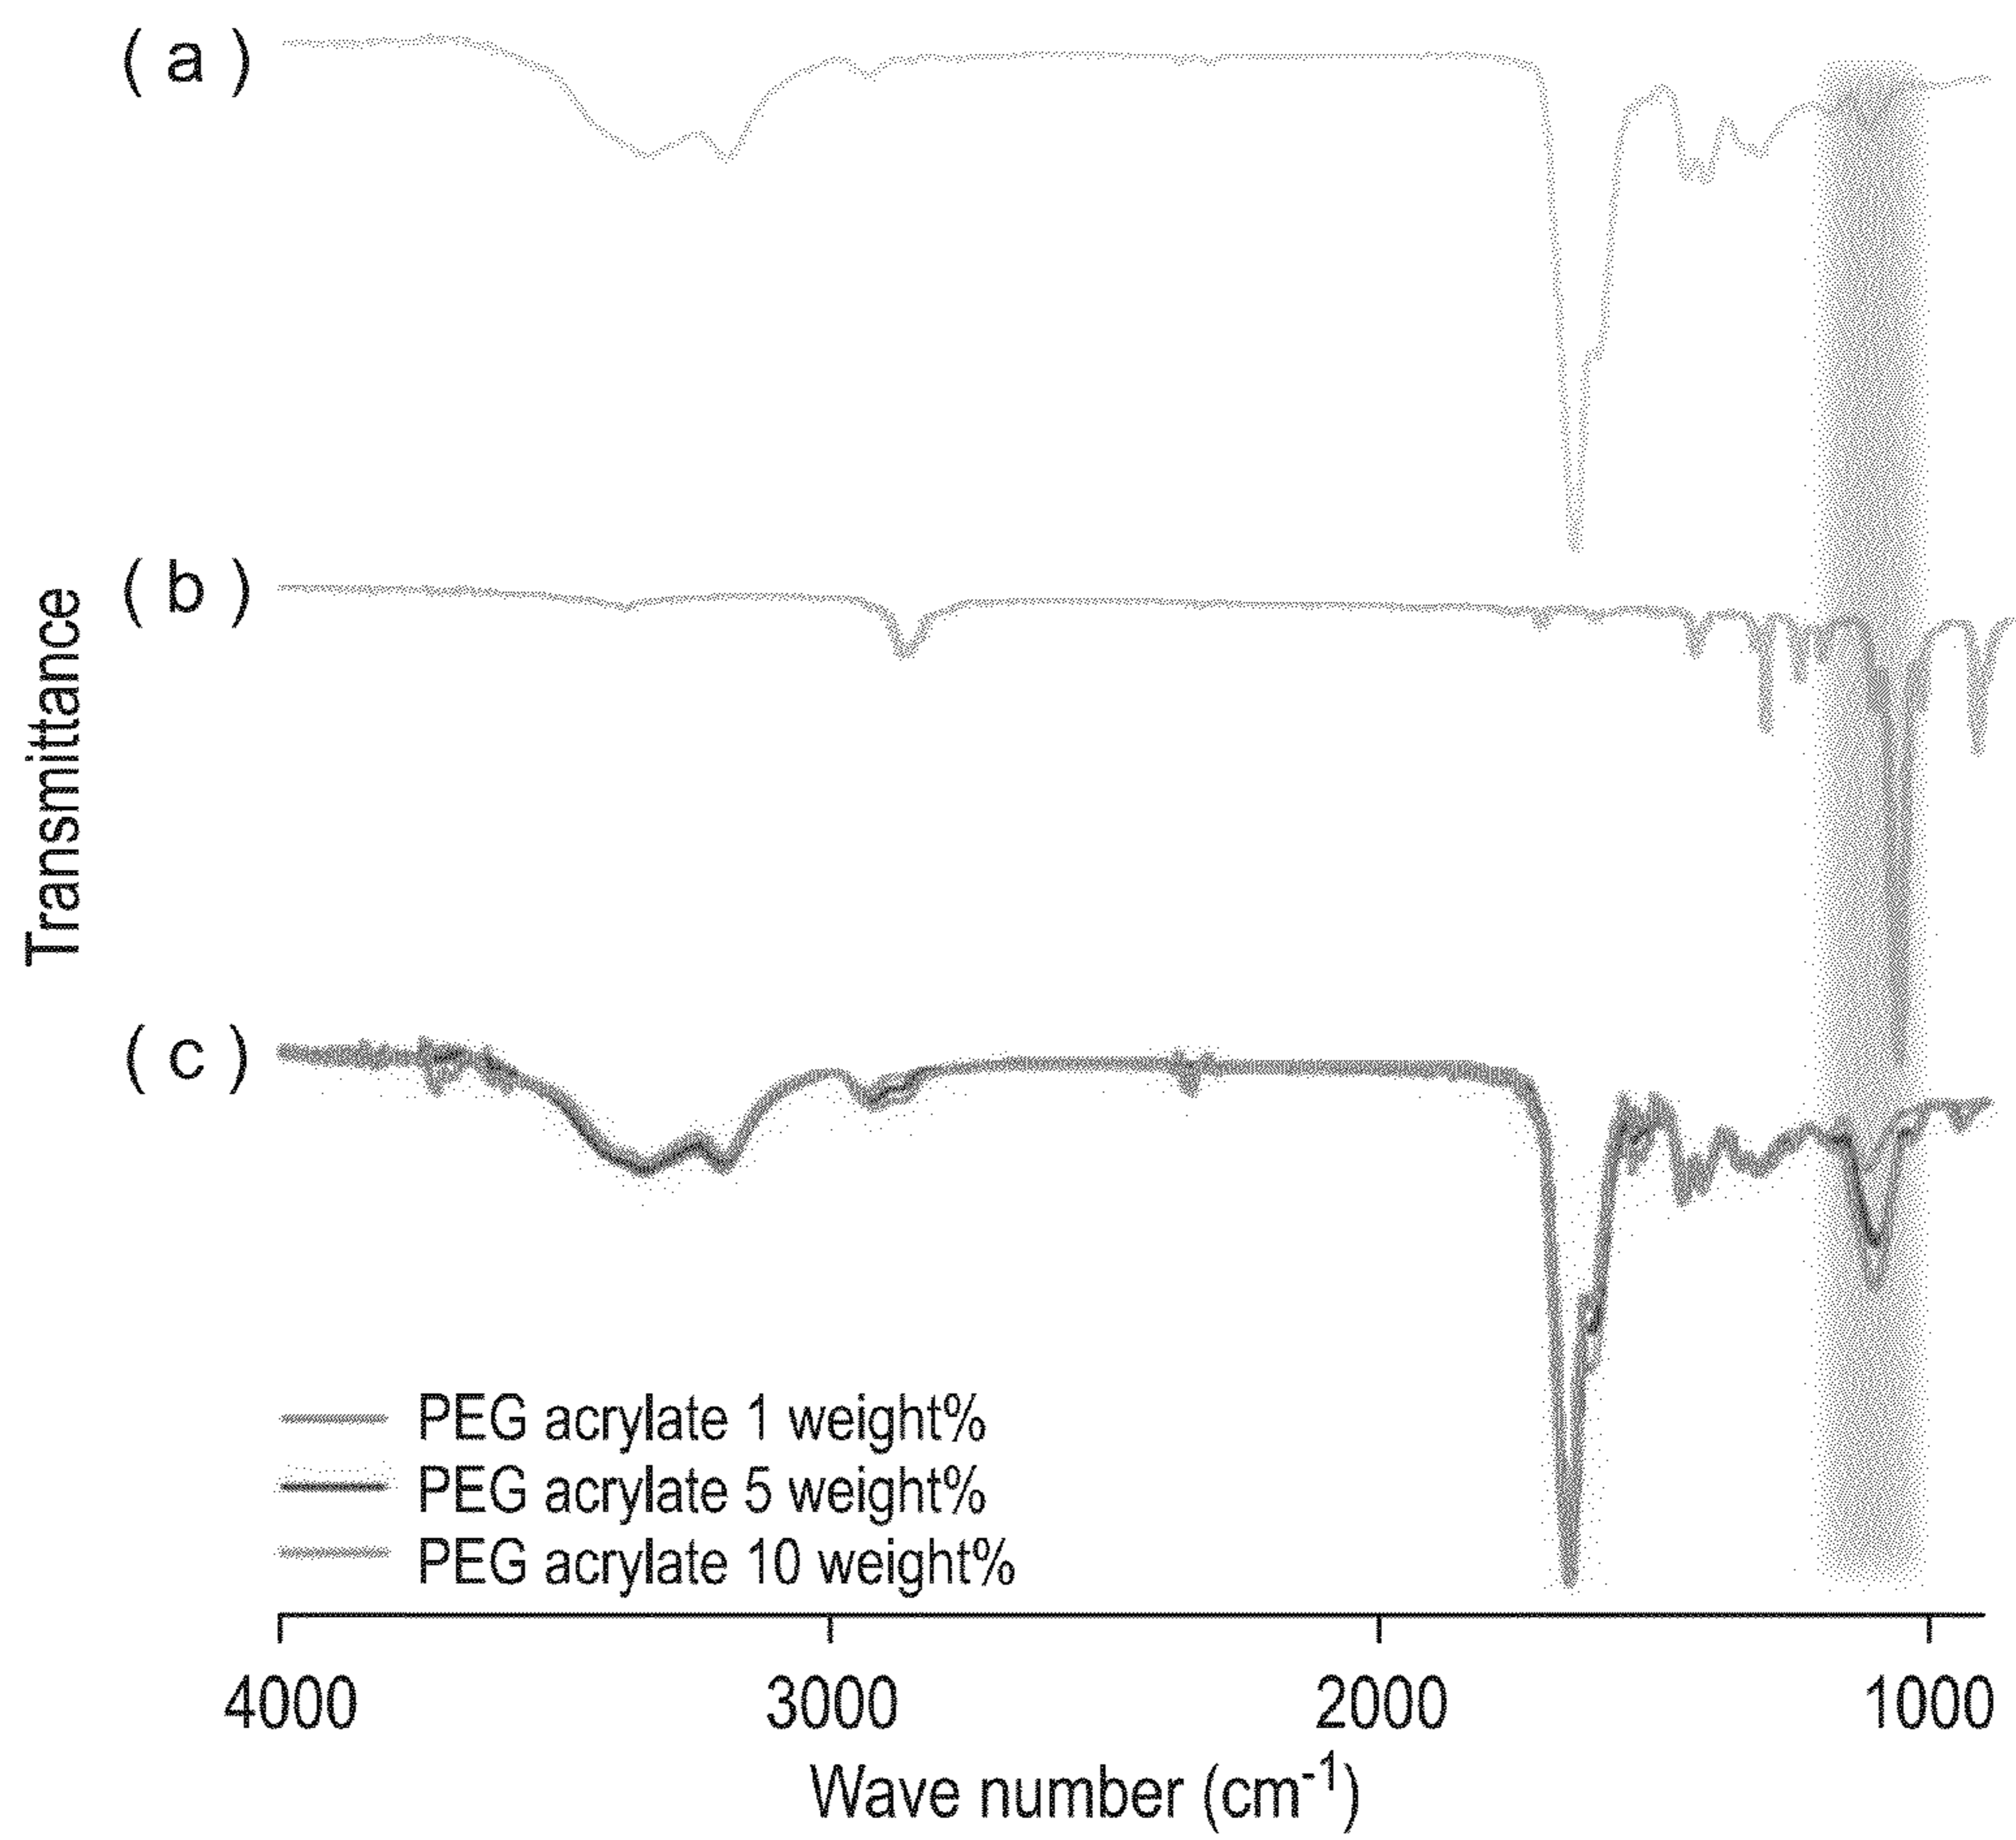 ( a )
( b )
Transmittance
( c )
PEG acrylate 1 weight%
PEG acrylate 5 weight%
PEG acrylate 10 weight%
4000 3000 2000 1000
Wave number (cm⁻¹)